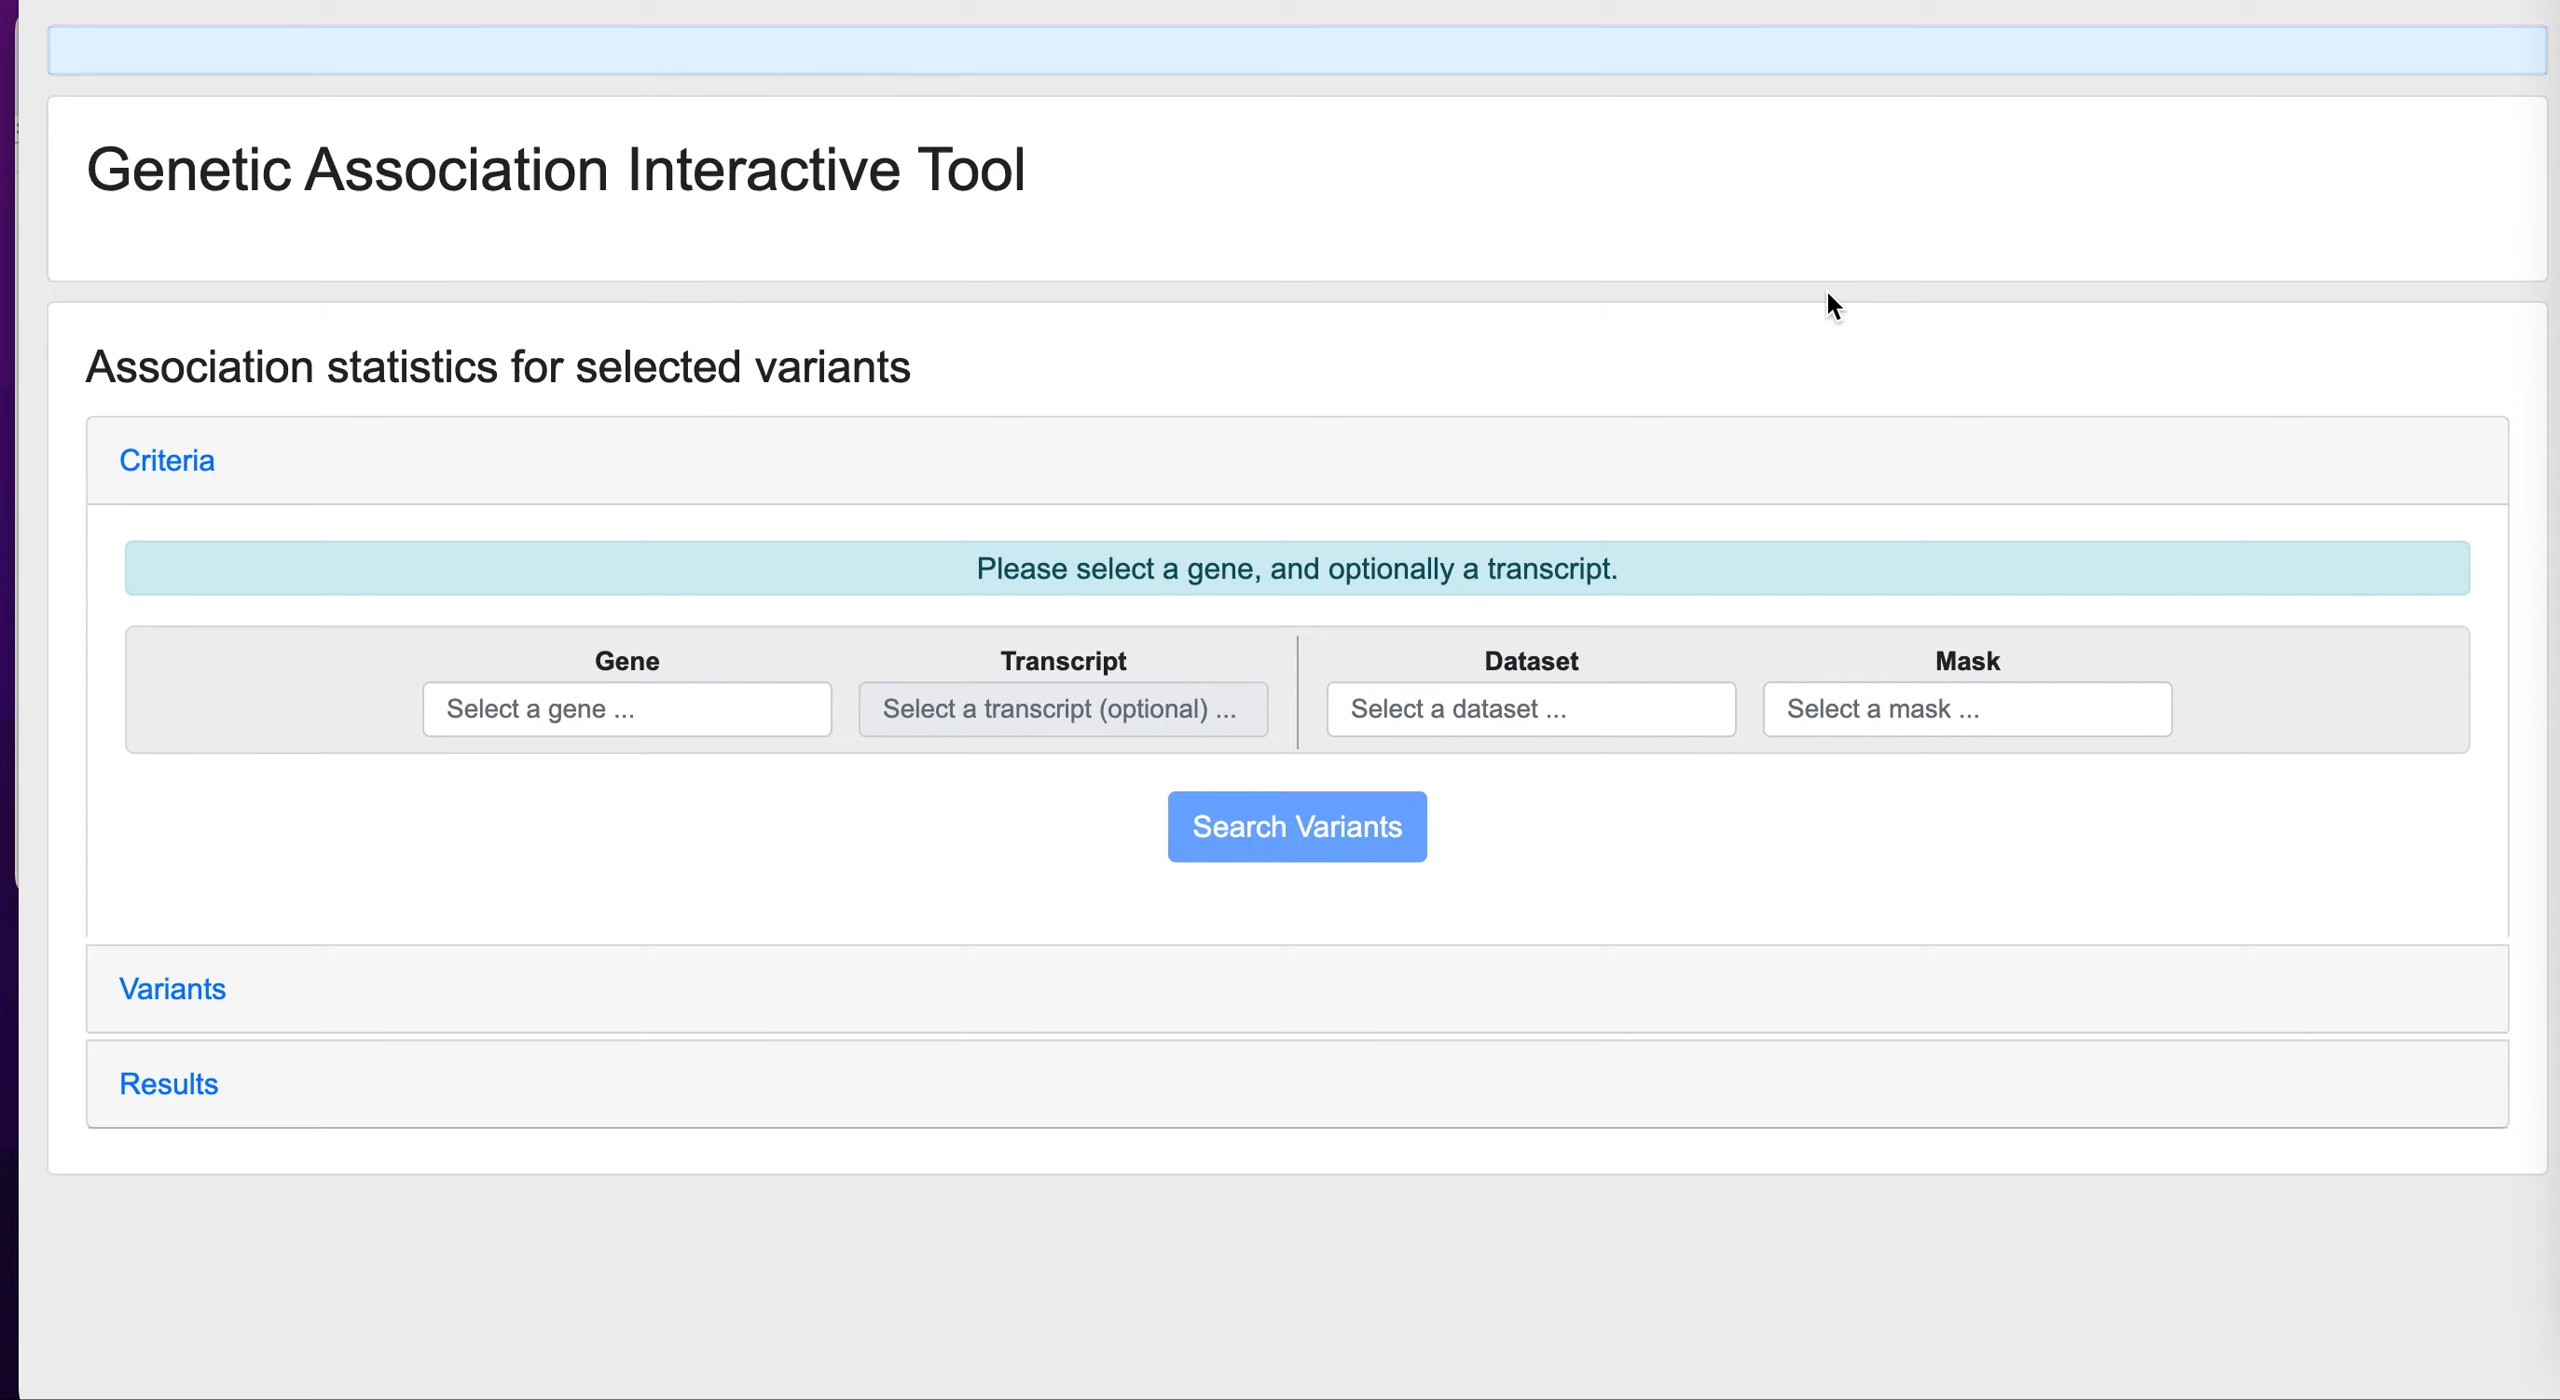 Genetic Association Interactive Tool
Association statistics for selected variants
Criteria
Please select a gene, and optionally a transcript.
Gene Transcript Dataset Mask
Select a gene ... Select a transcript (optional) ... Select a dataset ... Select a mask ...
Search Variants
Variants
Results